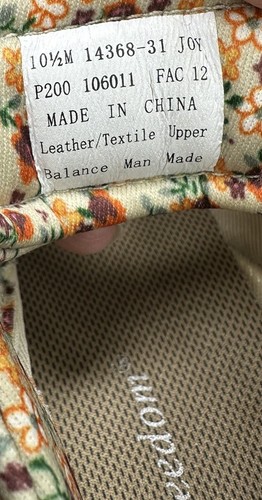 10½M 14368-31 JOY
P200 106011 FAC 12
MADE IN CHINA
Leather/Textile Upper
Balance Man Made